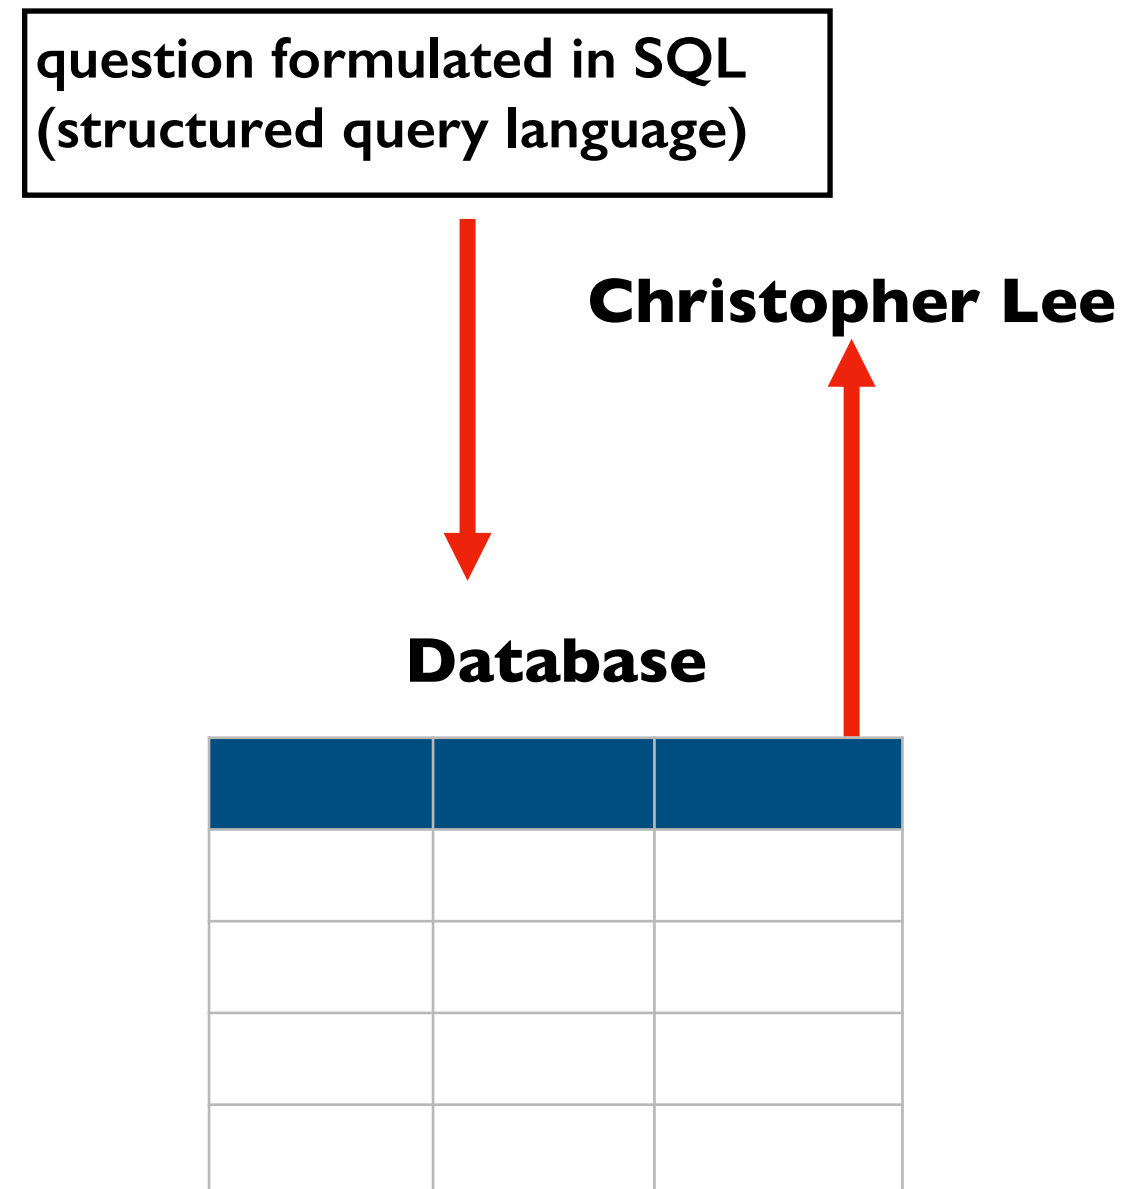 question formulated in SQL
(structured query language)
Christopher Lee
Database